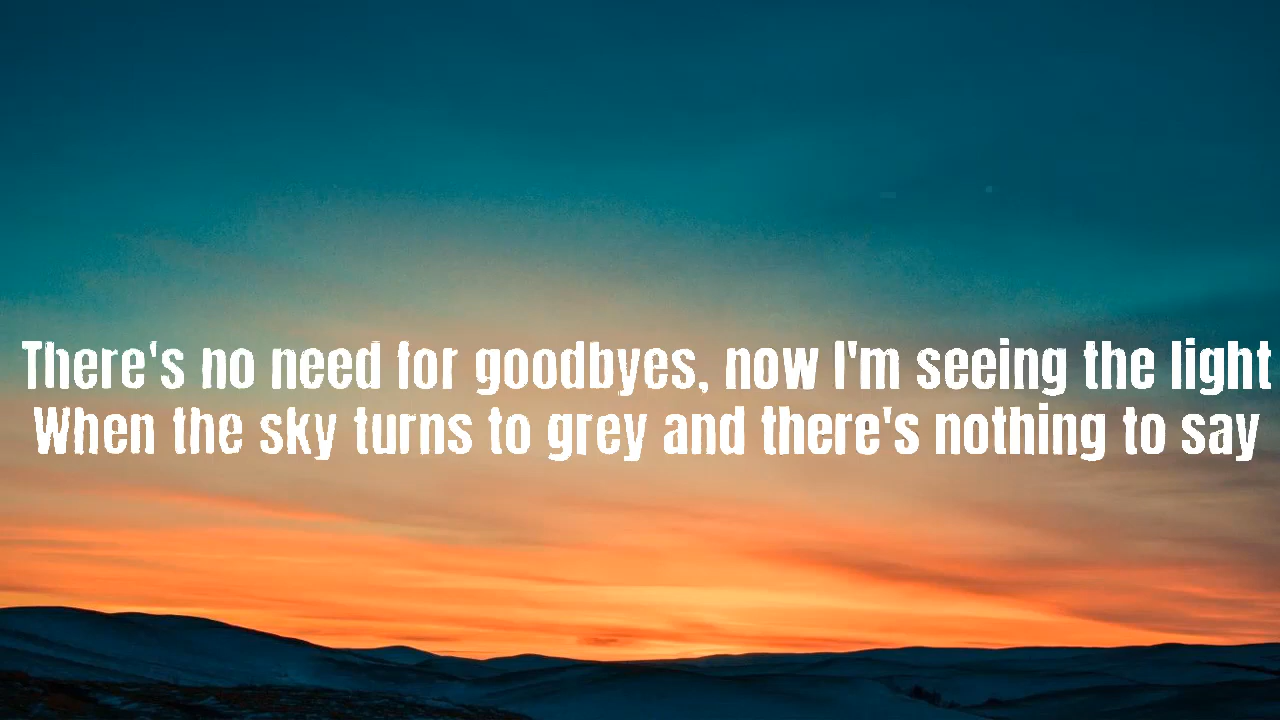 There's no need for goodbyes, now I'm seeing the light
When the sky turns to grey and there's nothing to say